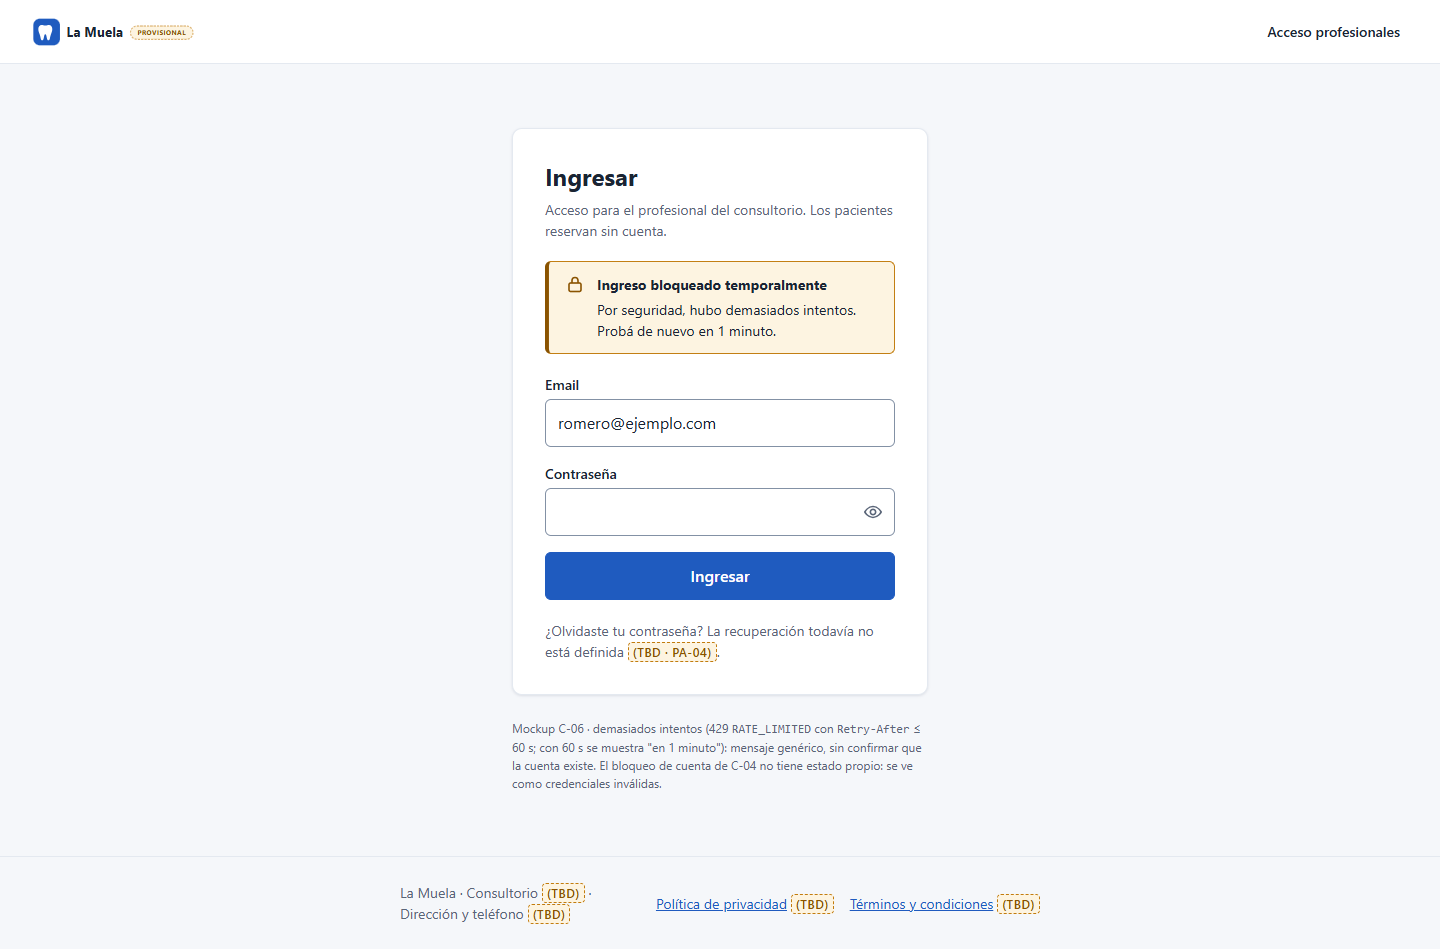 La Muela PROVISIONAL
Acceso profesionales
Ingresar
Acceso para el profesional del consultorio. Los pacientes
reservan sin cuenta.
Ingreso bloqueado temporalmente
Por seguridad, hubo demasiados intentos.
Probá de nuevo en 1 minuto.
Email
romero@ejemplo.com
Contraseña
Ingresar
¿Olvidaste tu contraseña? La recuperación todavía no
está definida (TBD · PA-04).
Mockup C-06 · demasiados intentos (429 RATE_LIMITED con Retry-After ≤
60 s; con 60 s se muestra "en 1 minuto"): mensaje genérico, sin confirmar que
la cuenta existe. El bloqueo de cuenta de C-04 no tiene estado propio: se ve
como credenciales inválidas.
La Muela · Consultorio (TBD) ·
Dirección y teléfono (TBD)
Política de privacidad (TBD) Términos y condiciones (TBD)